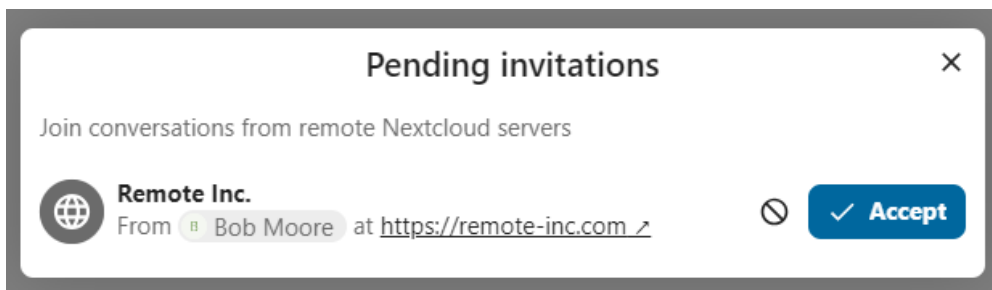 Pending invitations
Join conversations from remote Nextcloud servers
Remote Inc.
From Bob Moore at https://remote-inc.com ↗
Accept